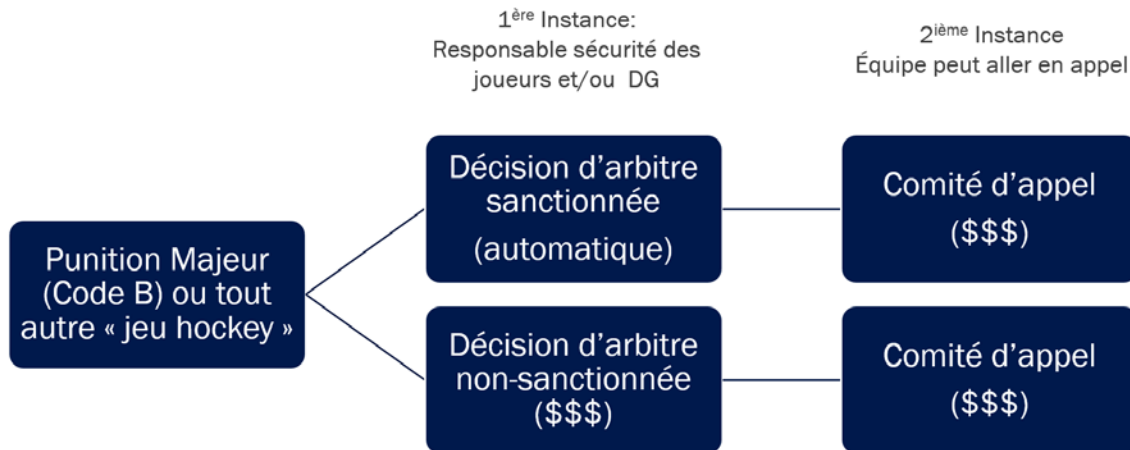 1ère Instance:
Responsable sécurité des
joueurs et/ou DG
2ième Instance
Équipe peut aller en appel
Punition Majeur
(Code B) ou tout
autre « jeu hockey »
Décision d'arbitre
sanctionnée
(automatique)
Comité d'appel
($$$)
Décision d'arbitre
non-sanctionnée
($$$)
Comité d'appel
($$$)